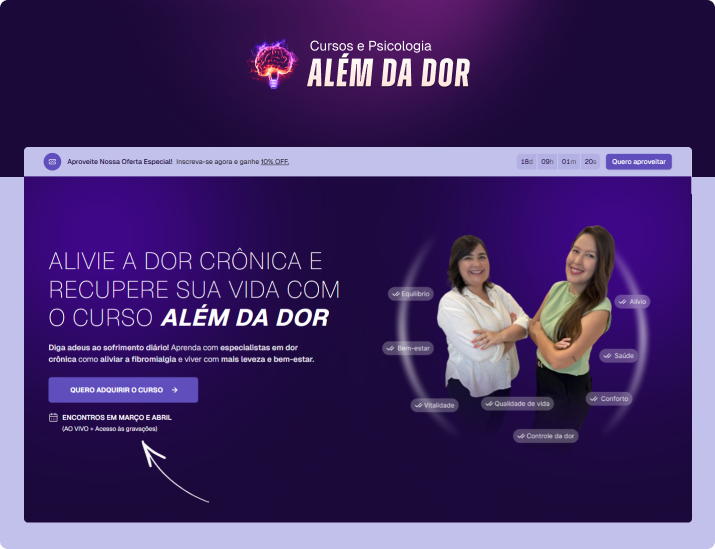 Cursos e Psicologia
ALÉM DA DOR
Aproveite Nossa Oferta Especial! Inscreva-se agora e ganhe 10% OFF.
18d 09h 01m 20s
Quero aproveitar
ALIVIE A DOR CRÔNICA E
RECUPERE SUA VIDA COM
O CURSO ALÉM DA DOR
Diga adeus ao sofrimento diário! Aprenda com especialistas em dor
crônica como aliviar a fibromialgia e viver com mais leveza e bem-estar.
QUERO ADQUIRIR O CURSO
ENCONTROS EM MARÇO E ABRIL
(AO VIVO + Acesso às gravações)
Equilíbrio
Alívio
Bem-estar
Saúde
Vitalidade
Qualidade de vida
Conforto
Controle da dor